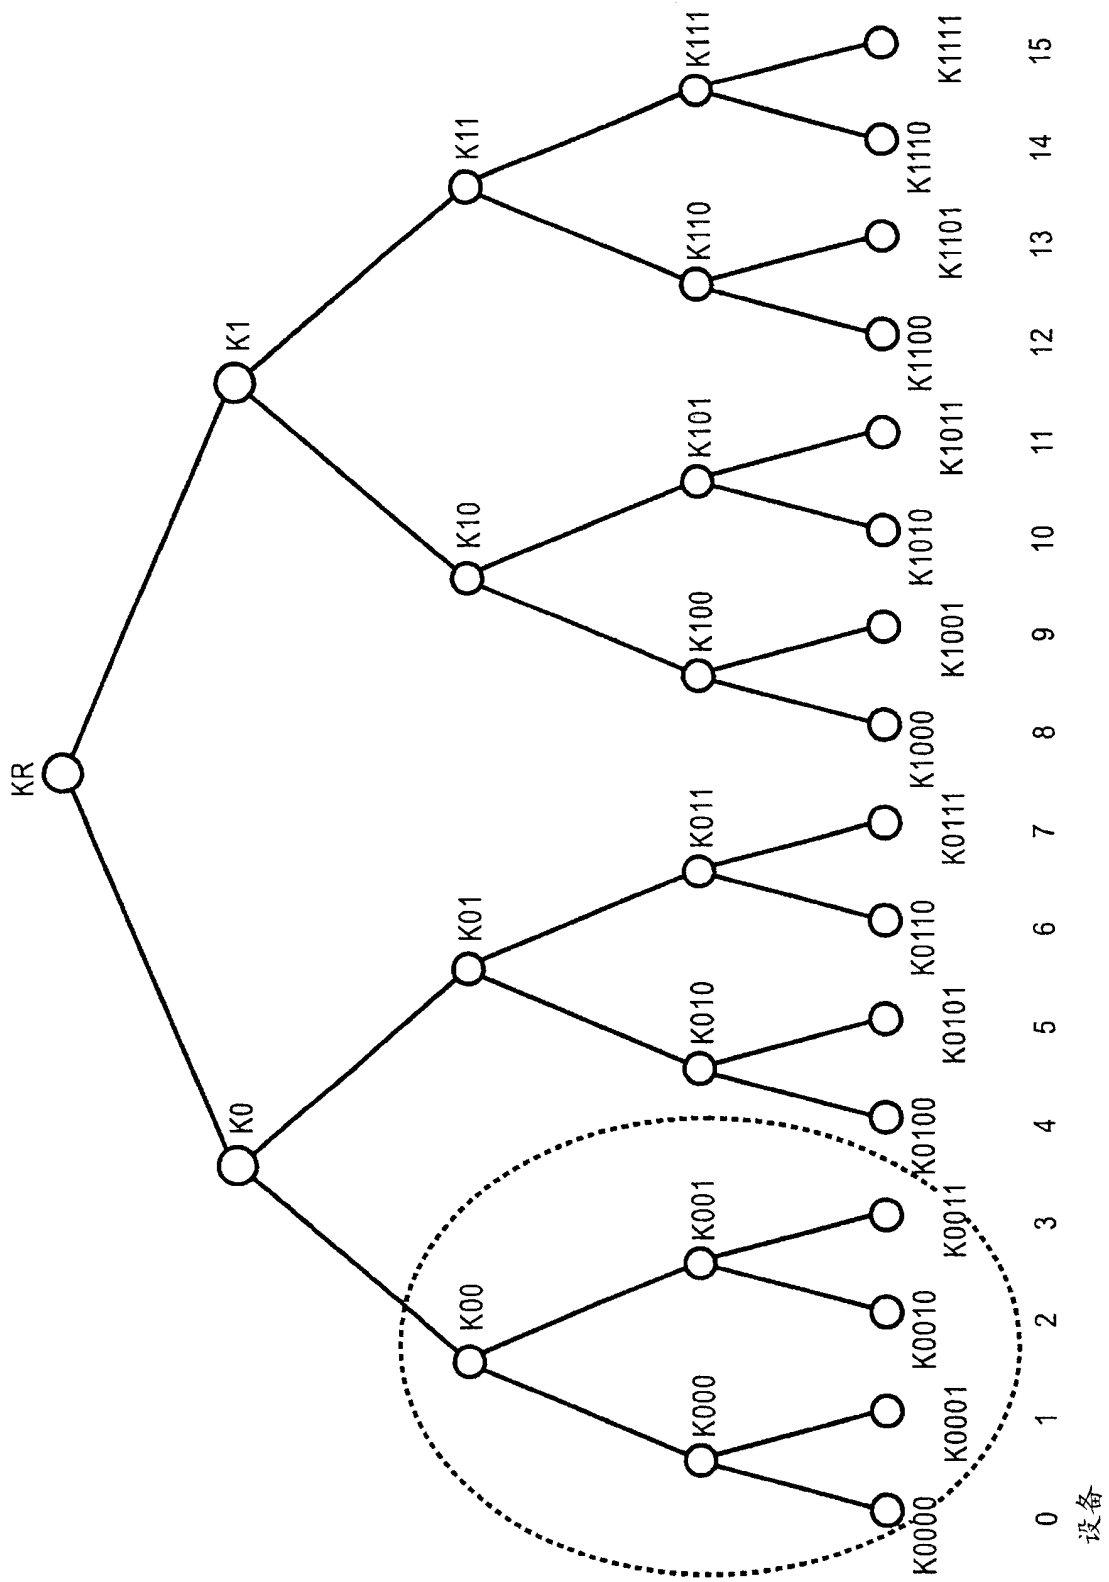 KR
K0
K1
K00
K01
K10
K11
K000
K001
K010
K011
K100
K101
K110
K111
K0000
K0001
K0010
K0011
K0100
K0101
K0110
K0111
K1000
K1001
K1010
K1011
K1100
K1101
K1110
K1111
0 1 2 3 4 5 6 7 8 9 10 11 12 13 14 15
设备